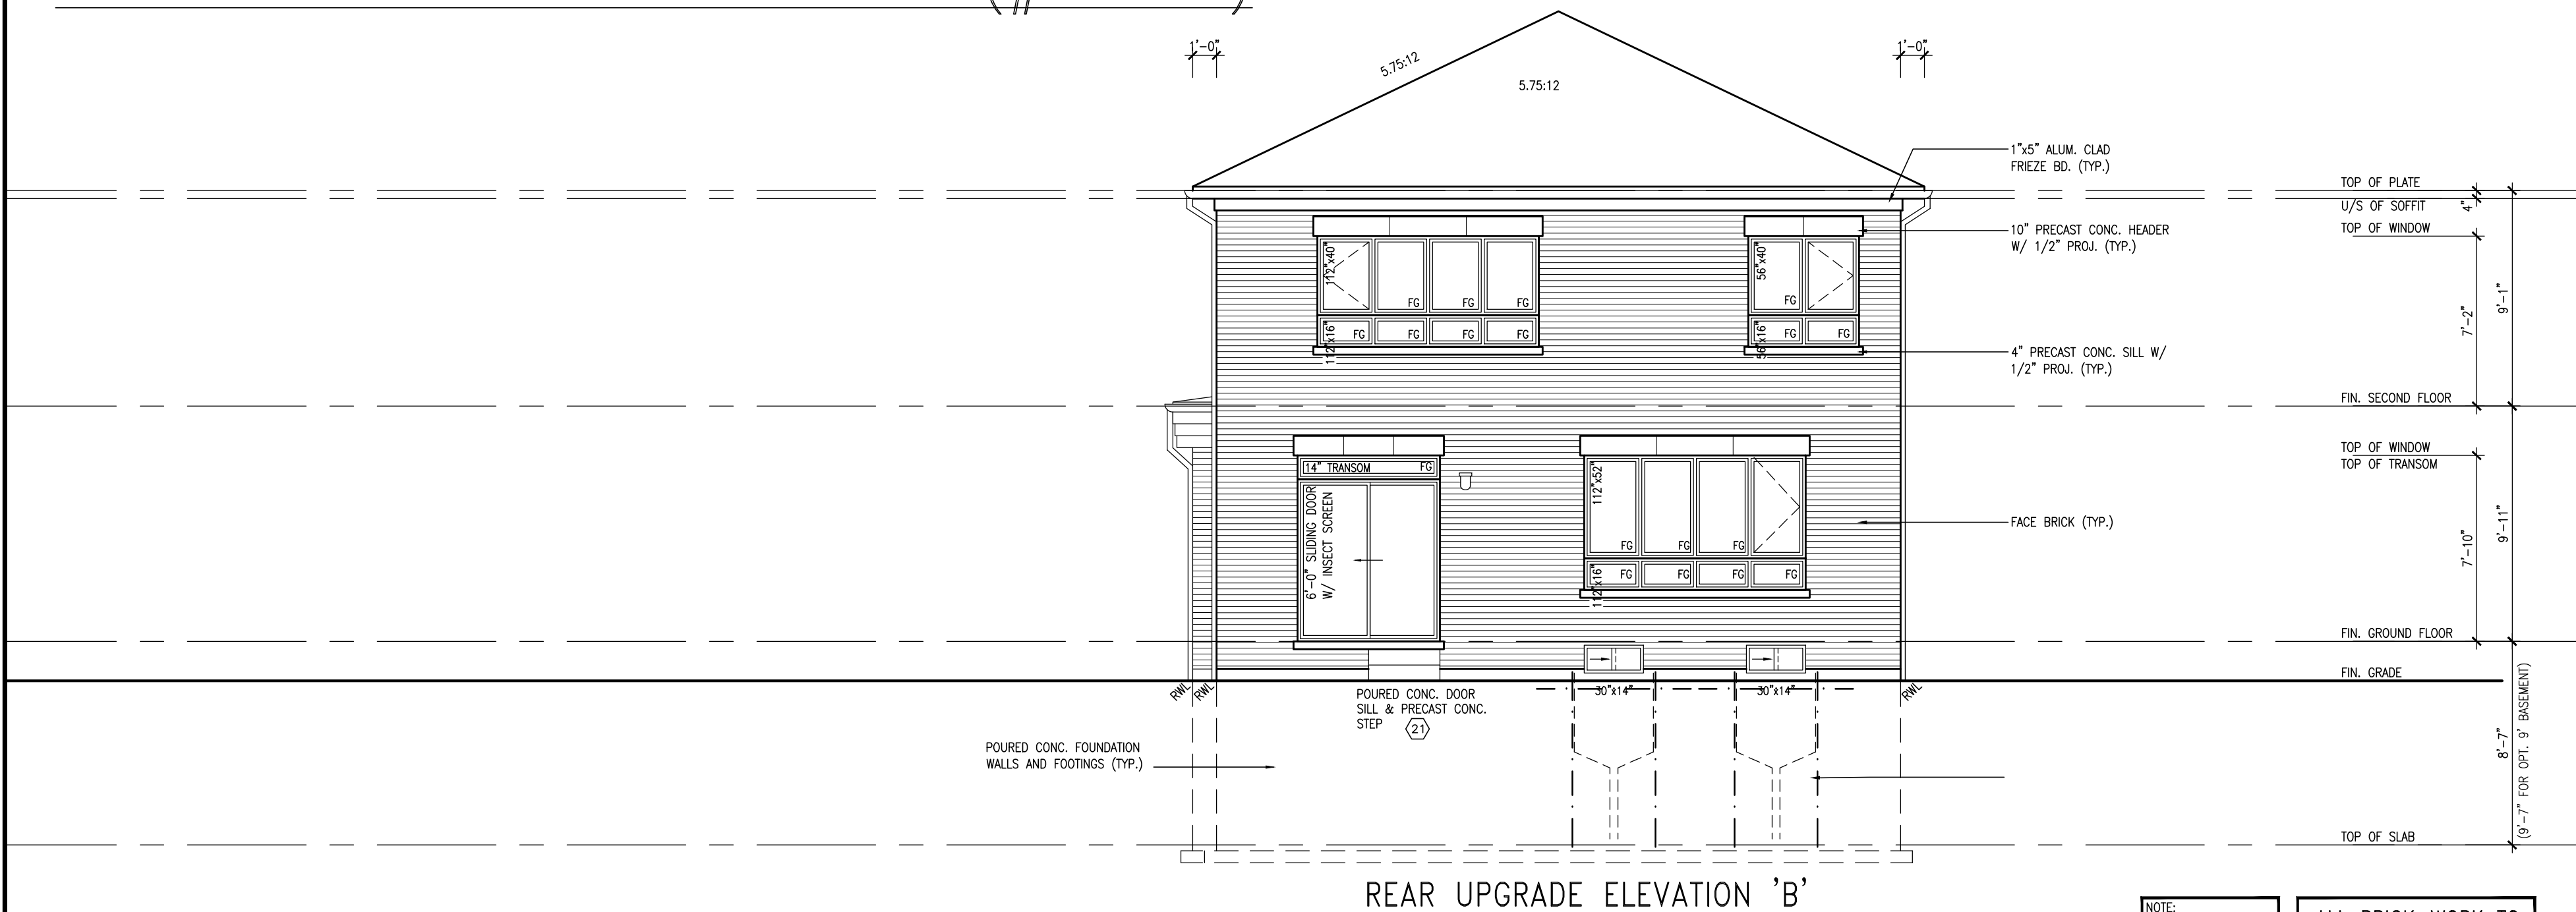 1'-0"
1'-0"
5.75:12
5.75:12
1"x5" ALUM. CLAD
FRIEZE BD. (TYP.)
TOP OF PLATE
U/S OF SOFFIT
4"
TOP OF WINDOW
10" PRECAST CONC. HEADER
W/ 1/2" PROJ. (TYP.)
112"x40"
FG
FG
FG
112"x16"
FG
FG
FG
FG
56"x40"
FG
56"x16"
FG
FG
7'-2"
9'-1"
4" PRECAST CONC. SILL W/
1/2" PROJ. (TYP.)
FIN. SECOND FLOOR
TOP OF WINDOW
TOP OF TRANSOM
14" TRANSOM
FG
6'-0" SLIDING DOOR
W/ INSECT SCREEN
112"x52"
FG
FG
FG
112"x16"
FG
FG
FG
FG
FACE BRICK (TYP.)
7'-10"
9'-11"
FIN. GROUND FLOOR
FIN. GRADE
RWL
RWL
RWL
30"x14"
30"x14"
POURED CONC. DOOR
SILL & PRECAST CONC.
STEP
21
POURED CONC. FOUNDATION
WALLS AND FOOTINGS (TYP.)
8'-7"
(9'-7" FOR OPT. 9' BASEMENT)
TOP OF SLAB
REAR UPGRADE ELEVATION 'B'
NOTE:
ALL BRICK WORK TO